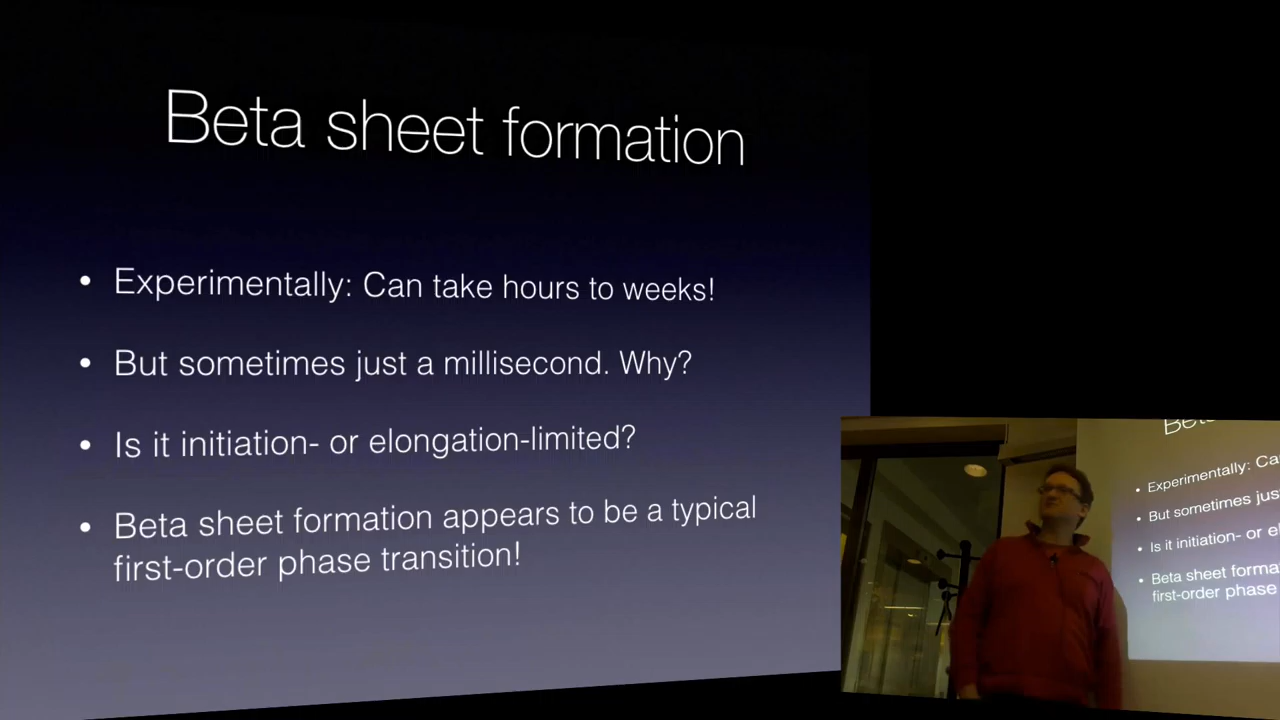 Beta sheet formation
• Experimentally: Can take hours to weeks!
• But sometimes just a millisecond. Why?
• Is it initiation- or elongation-limited?
• Beta sheet formation appears to be a typical
first-order phase transition!
• Experimentally: Ca
• But sometimes jus
• Is it initiation- or e
• Beta sheet forma
first-order phase